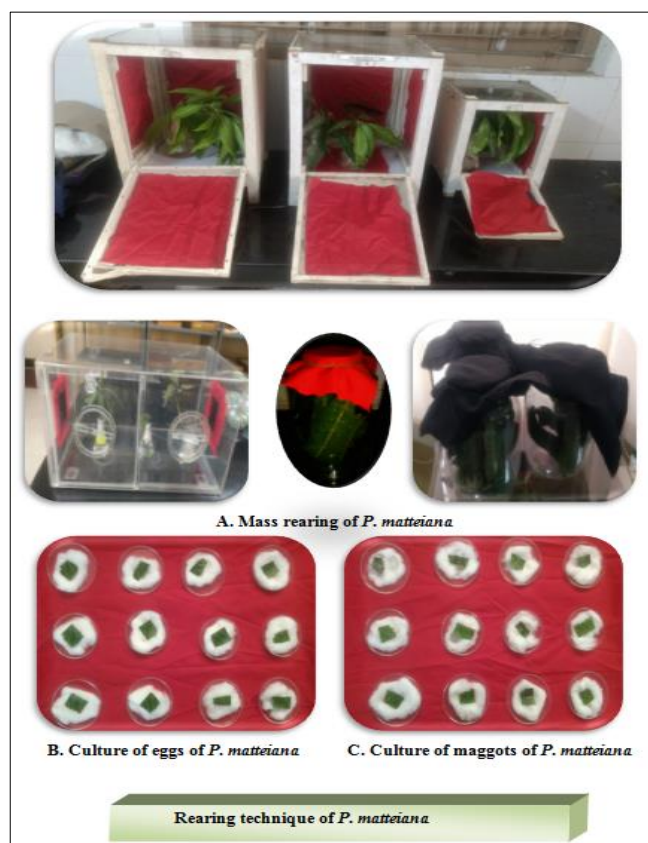 A. Mass rearing of P. matteiana
B. Culture of eggs of P. matteiana
C. Culture of maggots of P. matteiana
Rearing technique of P. matteiana